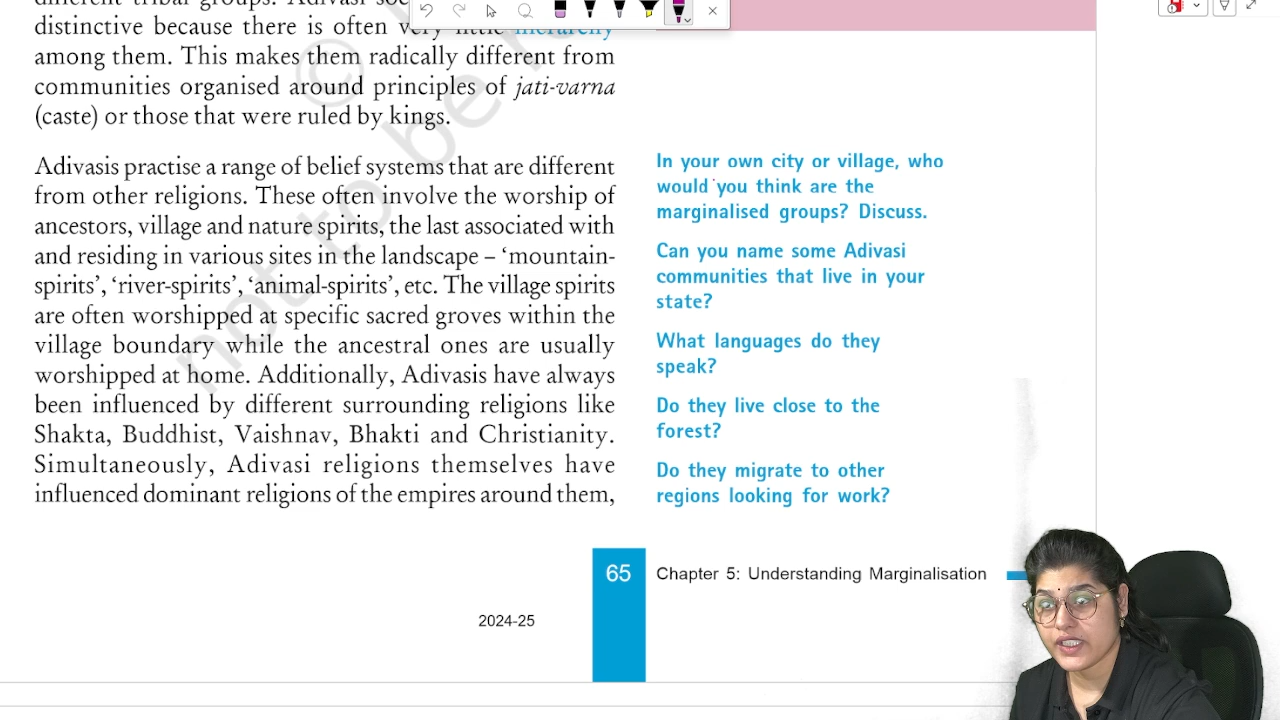 different tribal groups. Adivasi soc
distinctive because there is often very little hierarchy
among them. This makes them radically different from
communities organised around principles of jati-varna
(caste) or those that were ruled by kings.
Adivasis practise a range of belief systems that are different
from other religions. These often involve the worship of
ancestors, village and nature spirits, the last associated with
and residing in various sites in the landscape – ‘mountain-
spirits’, ‘river-spirits’, ‘animal-spirits’, etc. The village spirits
are often worshipped at specific sacred groves within the
village boundary while the ancestral ones are usually
worshipped at home. Additionally, Adivasis have always
been influenced by different surrounding religions like
Shakta, Buddhist, Vaishnav, Bhakti and Christianity.
Simultaneously, Adivasi religions themselves have
influenced dominant religions of the empires around them,
In your own city or village, who
would you think are the
marginalised groups? Discuss.
Can you name some Adivasi
communities that live in your
state?
What languages do they
speak?
Do they live close to the
forest?
Do they migrate to other
regions looking for work?
65
Chapter 5: Understanding Marginalisation
2024-25
©
not to be re